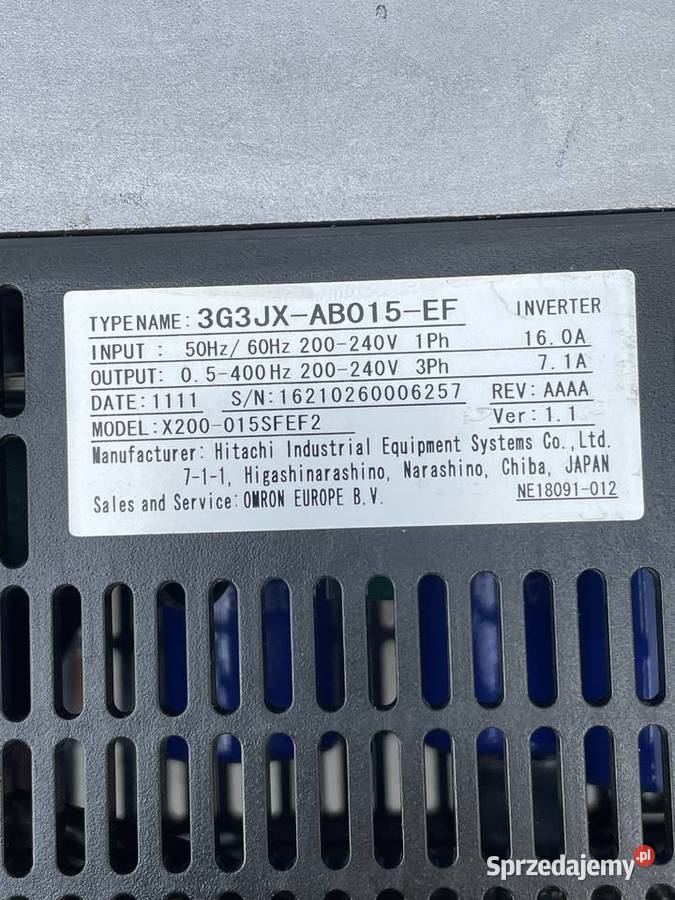 TYPENAME: 3G3JX-AB015-EF INVERTER
INPUT : 50Hz/ 60Hz 200-240V 1Ph 16.0A
OUTPUT: 0.5-400Hz 200-240V 3Ph 7.1A
DATE:1111 S/N:16210260006257 REV: AAAA
MODEL:X200-015SFEF2 Ver: 1.1
Manufacturer: Hitachi Industrial Equipment Systems Co.,Ltd.
7-1-1, Higashinarashino, Narashino, Chiba, JAPAN
Sales and Service: OMRON EUROPE B.V. NE18091-012
Sprzedajemy.pl